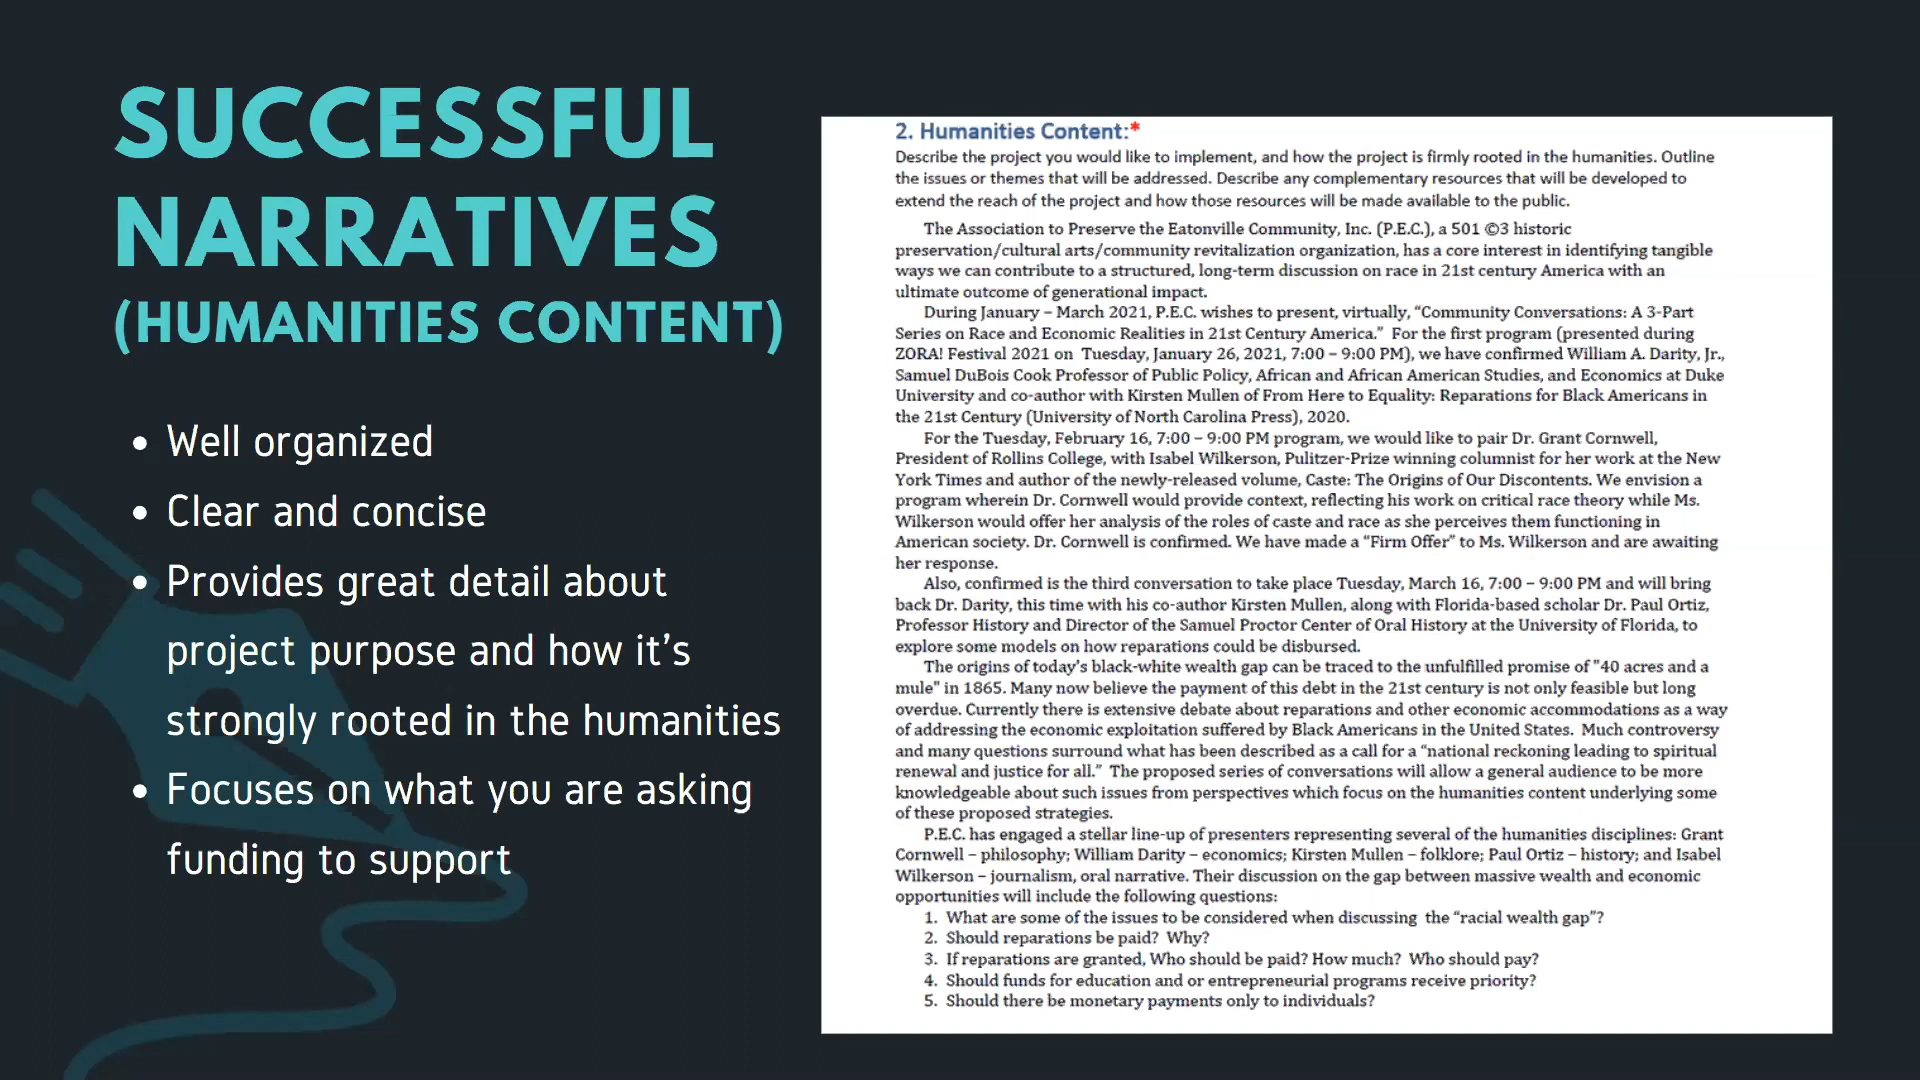 SUCCESSFUL
NARRATIVES
(HUMANITIES CONTENT)
• Well organized
• Clear and concise
• Provides great detail about
project purpose and how it's
strongly rooted in the humanities
• Focuses on what you are asking
funding to support
2. Humanities Content:*
Describe the project you would like to implement, and how the project is firmly rooted in the humanities. Outline
the issues or themes that will be addressed. Describe any complementary resources that will be developed to
extend the reach of the project and how those resources will be made available to the public.
The Association to Preserve the Eatonville Community, Inc. (P.E.C.), a 501 ©3 historic
preservation/cultural arts/community revitalization organization, has a core interest in identifying tangible
ways we can contribute to a structured, long-term discussion on race in 21st century America with an
ultimate outcome of generational impact.
During January – March 2021, P.E.C. wishes to present, virtually, “Community Conversations: A 3-Part
Series on Race and Economic Realities in 21st Century America.” For the first program (presented during
ZORA! Festival 2021 on Tuesday, January 26, 2021, 7:00 – 9:00 PM), we have confirmed William A. Darity, Jr.,
Samuel DuBois Cook Professor of Public Policy, African and African American Studies, and Economics at Duke
University and co-author with Kirsten Mullen of From Here to Equality: Reparations for Black Americans in
the 21st Century (University of North Carolina Press), 2020.
For the Tuesday, February 16, 7:00 – 9:00 PM program, we would like to pair Dr. Grant Cornwell,
President of Rollins College, with Isabel Wilkerson, Pulitzer-Prize winning columnist for her work at the New
York Times and author of the newly-released volume, Caste: The Origins of Our Discontents. We envision a
program wherein Dr. Cornwell would provide context, reflecting his work on critical race theory while Ms.
Wilkerson would offer her analysis of the roles of caste and race as she perceives them functioning in
American society. Dr. Cornwell is confirmed. We have made a “Firm Offer” to Ms. Wilkerson and are awaiting
her response.
Also, confirmed is the third conversation to take place Tuesday, March 16, 7:00 – 9:00 PM and will bring
back Dr. Darity, this time with his co-author Kirsten Mullen, along with Florida-based scholar Dr. Paul Ortiz,
Professor History and Director of the Samuel Proctor Center of Oral History at the University of Florida, to
explore some models on how reparations could be disbursed.
The origins of today's black-white wealth gap can be traced to the unfulfilled promise of "40 acres and a
mule" in 1865. Many now believe the payment of this debt in the 21st century is not only feasible but long
overdue. Currently there is extensive debate about reparations and other economic accommodations as a way
of addressing the economic exploitation suffered by Black Americans in the United States. Much controversy
and many questions surround what has been described as a call for a “national reckoning leading to spiritual
renewal and justice for all.” The proposed series of conversations will allow a general audience to be more
knowledgeable about such issues from perspectives which focus on the humanities content underlying some
of these proposed strategies.
P.E.C. has engaged a stellar line-up of presenters representing several of the humanities disciplines: Grant
Cornwell – philosophy; William Darity – economics; Kirsten Mullen – folklore; Paul Ortiz – history; and Isabel
Wilkerson – journalism, oral narrative. Their discussion on the gap between massive wealth and economic
opportunities will include the following questions:
1. What are some of the issues to be considered when discussing the “racial wealth gap”?
2. Should reparations be paid? Why?
3. If reparations are granted, Who should be paid? How much? Who should pay?
4. Should funds for education and or entrepreneurial programs receive priority?
5. Should there be monetary payments only to individuals?